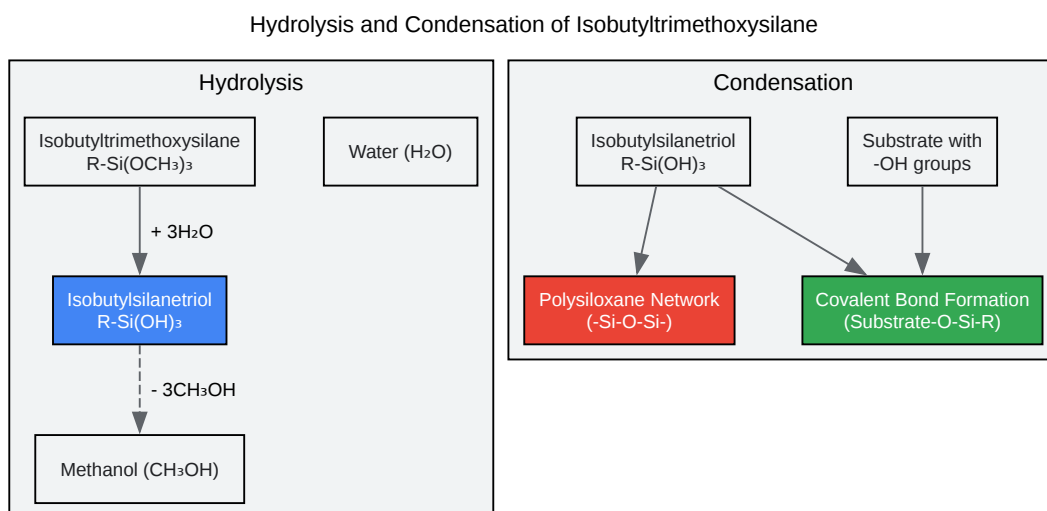 Hydrolysis and Condensation of Isobutyltrimethoxysilane
Hydrolysis
Isobutyltrimethoxysilane
R-Si(OCH₃)₃
Water (H₂O)
+ 3H₂O
Isobutylsilanetriol
R-Si(OH)₃
- 3CH₃OH
Methanol (CH₃OH)
Condensation
Isobutylsilanetriol
R-Si(OH)₃
Substrate with
-OH groups
Polysiloxane Network
(-Si-O-Si-)
Covalent Bond Formation
(Substrate-O-Si-R)